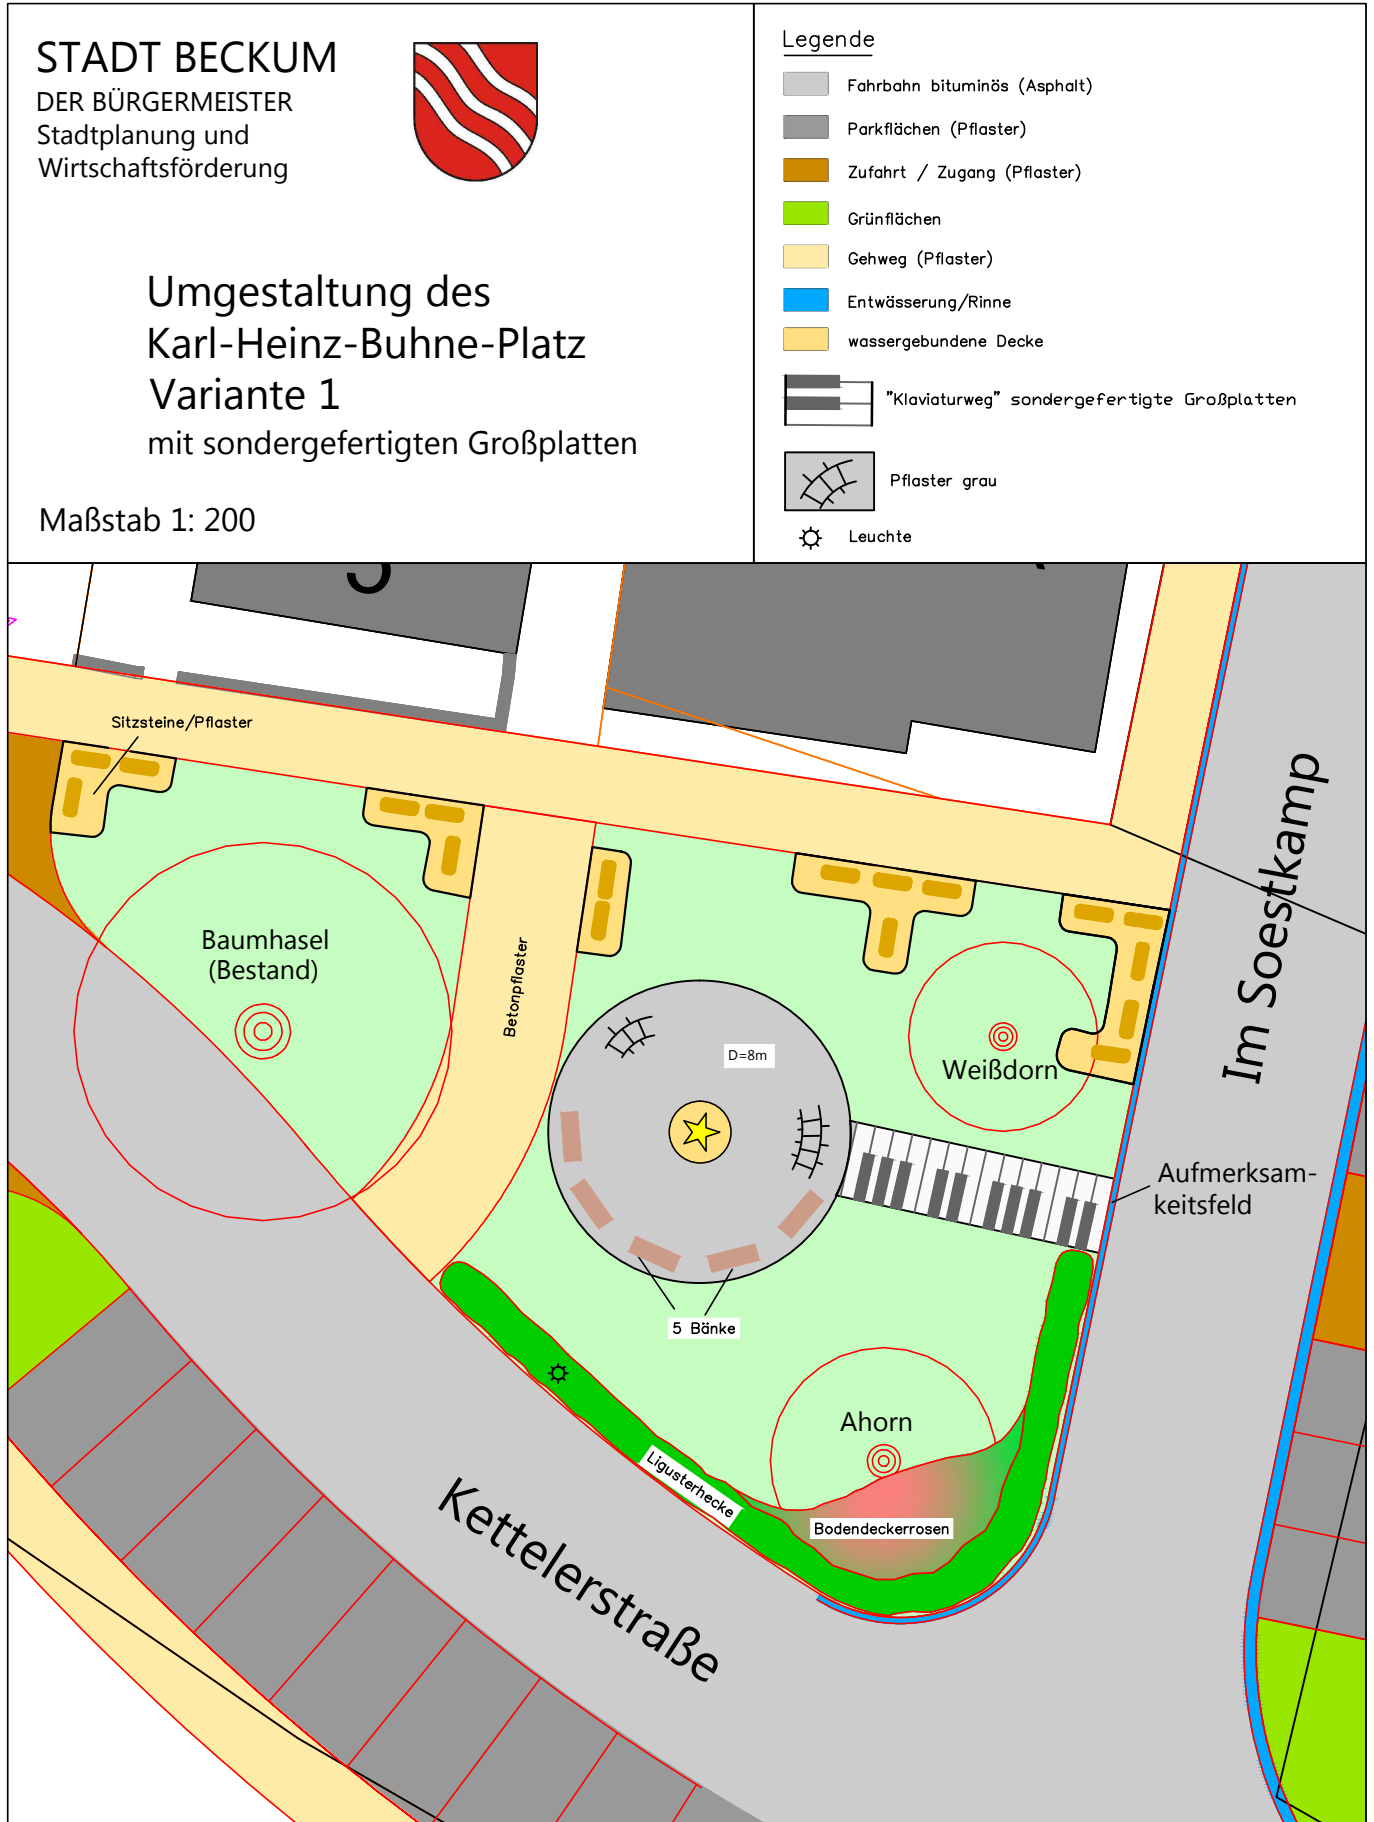 STADT BECKUM
DER BÜRGERMEISTER
Stadtplanung und
Wirtschaftsförderung
Umgestaltung des
Karl-Heinz-Buhne-Platz
Variante 1
mit sondergefertigten Großplatten
Maßstab 1: 200
Legende
Fahrbahn bituminös (Asphalt)
Parkflächen (Pflaster)
Zufahrt / Zugang (Pflaster)
Grünflächen
Gehweg (Pflaster)
Entwässerung/Rinne
wassergebundene Decke
"Klaviaturweg" sondergefertigte Großplatten
Pflaster grau
Leuchte
Sitzsteine/Pflaster
Baumhasel
(Bestand)
Betonpflaster
D=8m
Weißdorn
Im Soestkamp
Aufmerksam-
keitsfeld
5 Bänke
Ahorn
Ligusterhecke
Bodendeckerrosen
Kettelerstraße